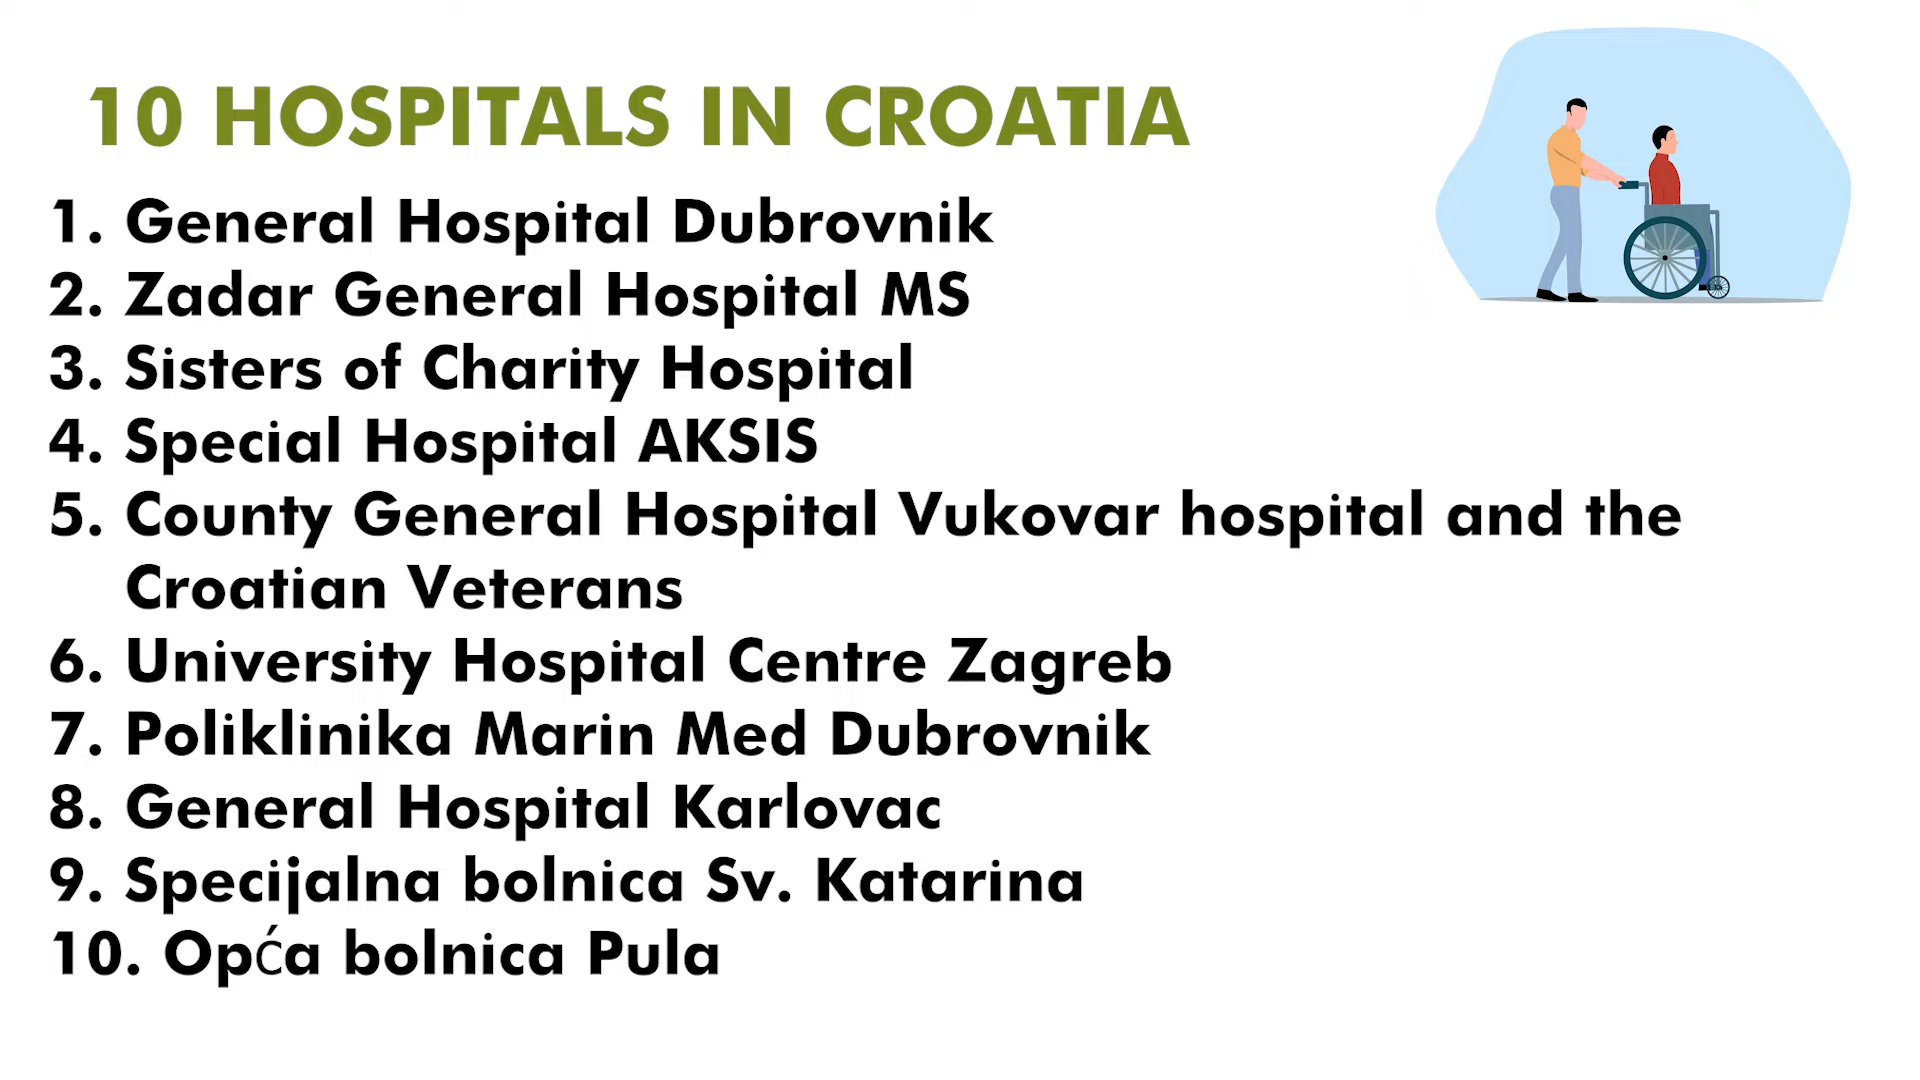 10 HOSPITALS IN CROATIA
1. General Hospital Dubrovnik
2. Zadar General Hospital MS
3. Sisters of Charity Hospital
4. Special Hospital AKSIS
5. County General Hospital Vukovar hospital and the
Croatian Veterans
6. University Hospital Centre Zagreb
7. Poliklinika Marin Med Dubrovnik
8. General Hospital Karlovac
9. Specijalna bolnica Sv. Katarina
10. Opća bolnica Pula